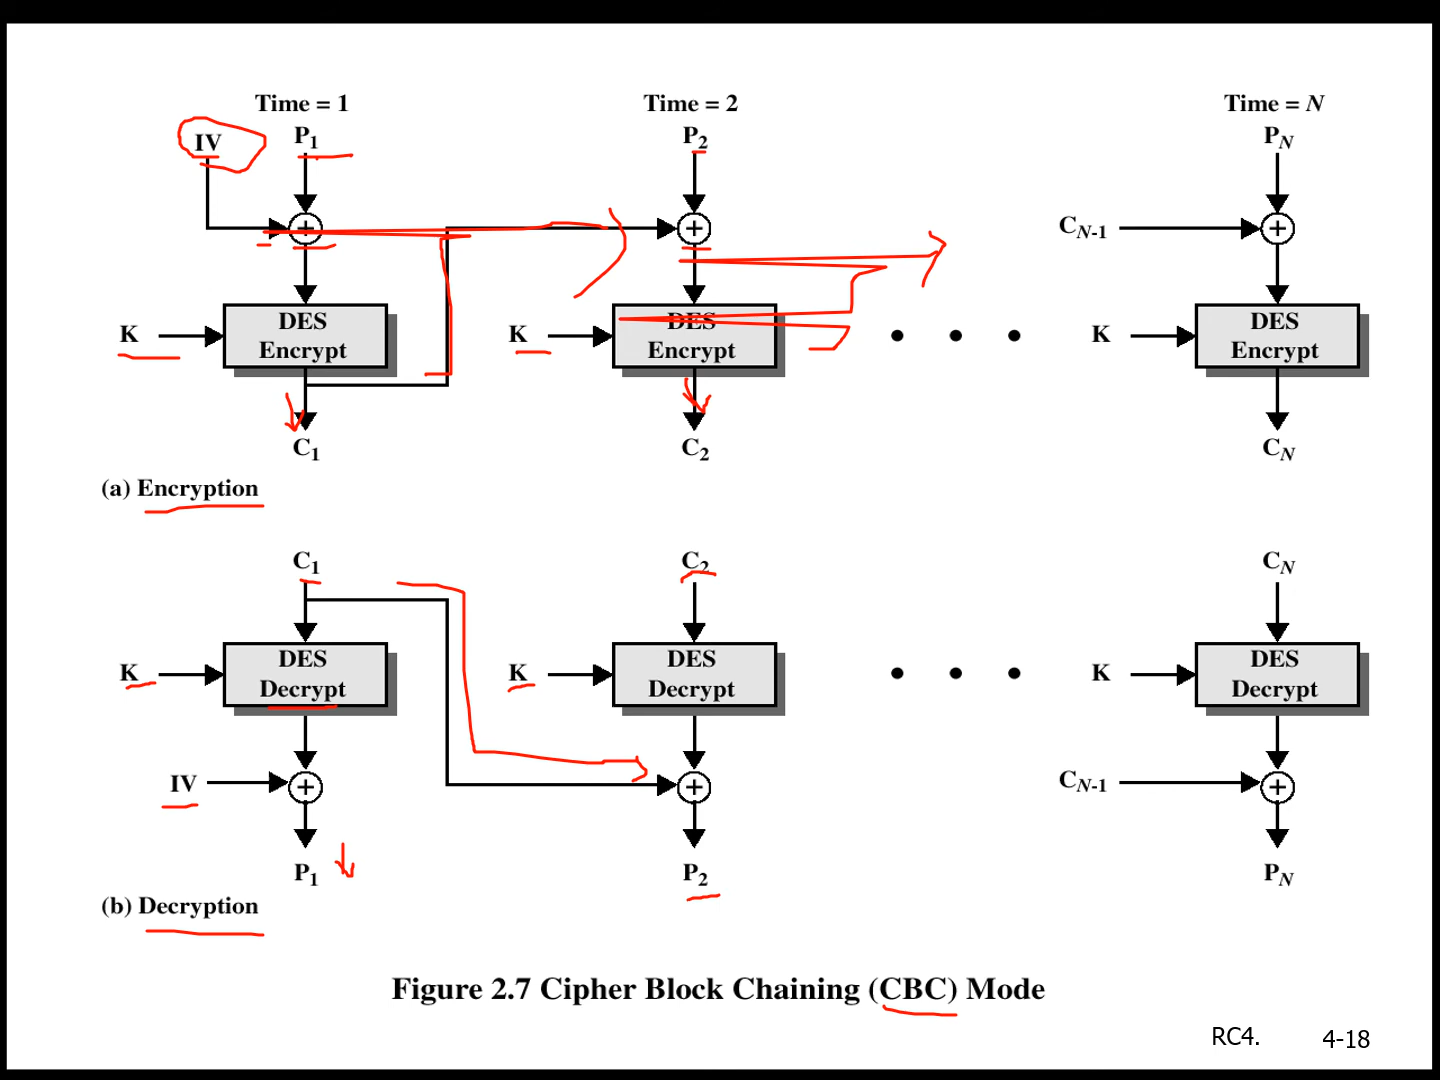 Time = 1 Time = 2 Time = N
IV P1 P2 PN
+ + CN-1 +
K DES Encrypt K DES Encrypt • • • K DES Encrypt
C1 C2 CN
(a) Encryption
C1 C2 CN
K DES Decrypt K DES Decrypt • • • K DES Decrypt
IV + + CN-1 +
P1 P2 PN
(b) Decryption
Figure 2.7 Cipher Block Chaining (CBC) Mode
RC4. 4-18